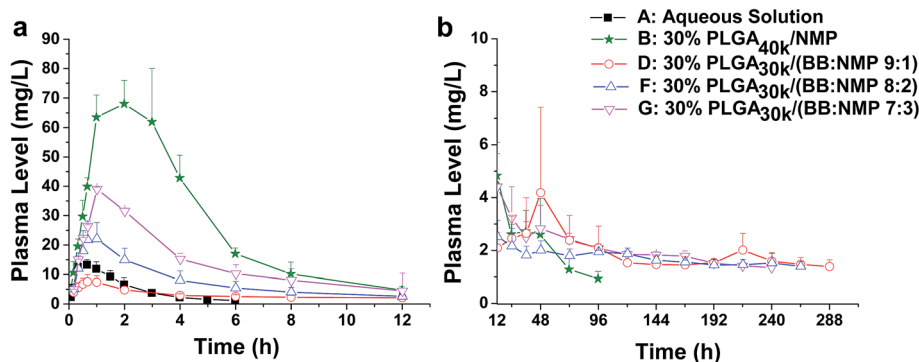 a
Plasma Level (mg/L)
90
80
70
60
50
40
30
20
10
0
0 2 4 6 8 10 12
Time (h)
b
A: Aqueous Solution
B: 30% PLGA40k/NMP
D: 30% PLGA30k/(BB:NMP 9:1)
F: 30% PLGA30k/(BB:NMP 8:2)
G: 30% PLGA30k/(BB:NMP 7:3)
Plasma Level (mg/L)
10
8
6
4
2
0
12 48 96 144 192 240 288
Time (h)